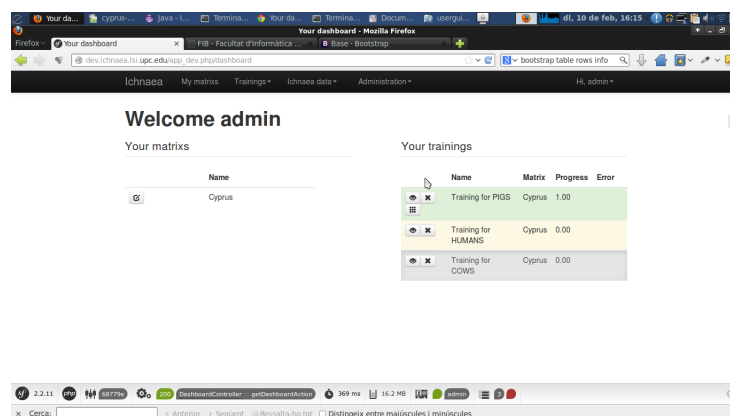 Your da... cyprus-... Java - I... Termina... Your da... Termina... Docum... usergui... dl, 10 de feb, 16:15
Your dashboard - Mozilla Firefox
Firefox Your dashboard × FIB - Facultat d'Informàtica ... B Base · Bootstrap
dev.ichnaea.lsi.upc.edu/app_dev.php/dashboard bootstrap table rows info
Ichnaea My matrixs Trainings Ichnaea data Administration Hi, admin
Welcome admin
Your matrixs Your trainings
Name Name Matrix Progress Error
Cyprus Training for PIGS Cyprus 1.00
Training for HUMANS Cyprus 0.00
Training for COWS Cyprus 0.00
sf 2.2.11 php 68779e 200 DashboardController :: getDashboardAction 369 ms 16.2 MB admin 3
× Cerca: Anterior Següent Ressalta-ho tot Distingeix entre majúscules i minúscules